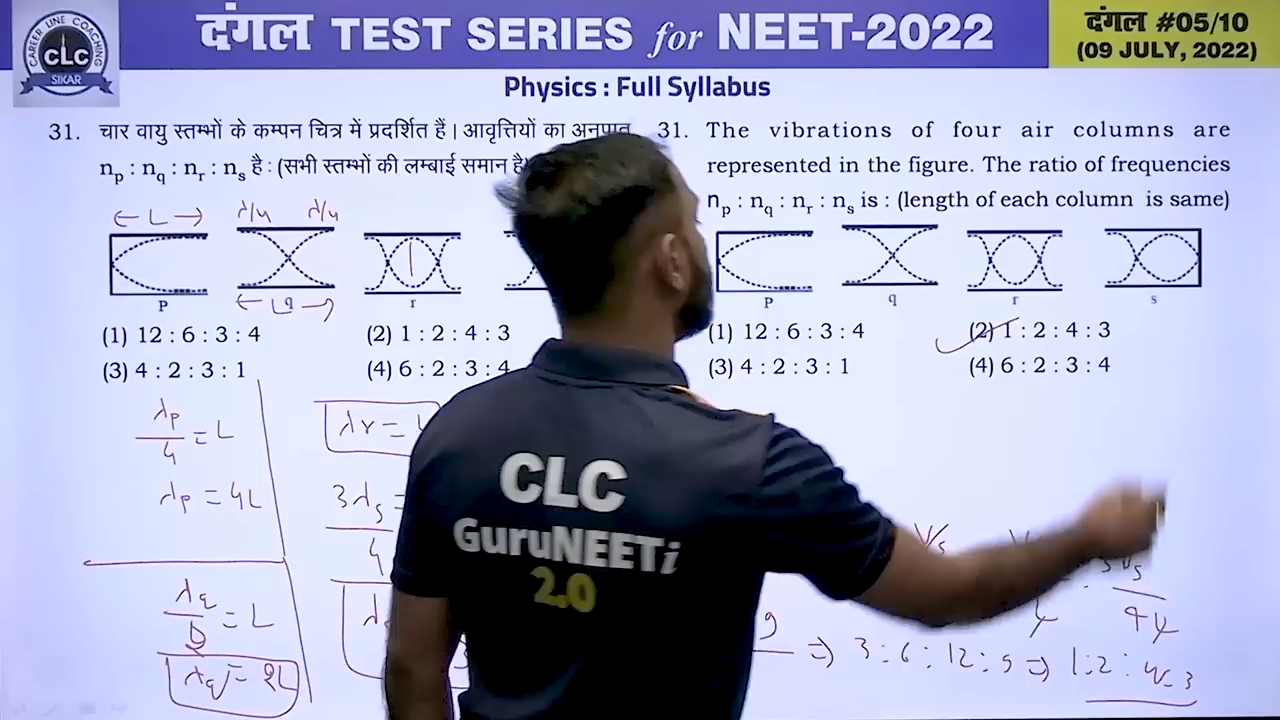 CAREER LINE COACHING
CLC
SIKAR
दंगल TEST SERIES for NEET-2022
दंगल #05/10
(09 JULY, 2022)
Physics : Full Syllabus
31. चार वायु स्तम्भों के कम्पन चित्र में प्रदर्शित हैं। आवृत्तियों का अनुपात
np : nq : nr : ns है : (सभी स्तम्भों की लम्बाई समान है
← L → λ/4 λ/4
P
← Lq →
r
(1) 12 : 6 : 3 : 4 (2) 1 : 2 : 4 : 3
(3) 4 : 2 : 3 : 1 (4) 6 : 2 : 3 : 4
31. The vibrations of four air columns are
represented in the figure. The ratio of frequencies
np : nq : nr : ns is : (length of each column is same)
P q r s
(1) 12 : 6 : 3 : 4 (2) 1 : 2 : 4 : 3
(3) 4 : 2 : 3 : 1 (4) 6 : 2 : 3 : 4
λp/4 = L
λp = 4L
λq/2 = L
λq = 2L
λr = L
3λs =
4
⇒ 3 : 6 : 12 : 9 ⇒ 1 : 2 : 4 : 3
CLC
GuruNEETi
2.0